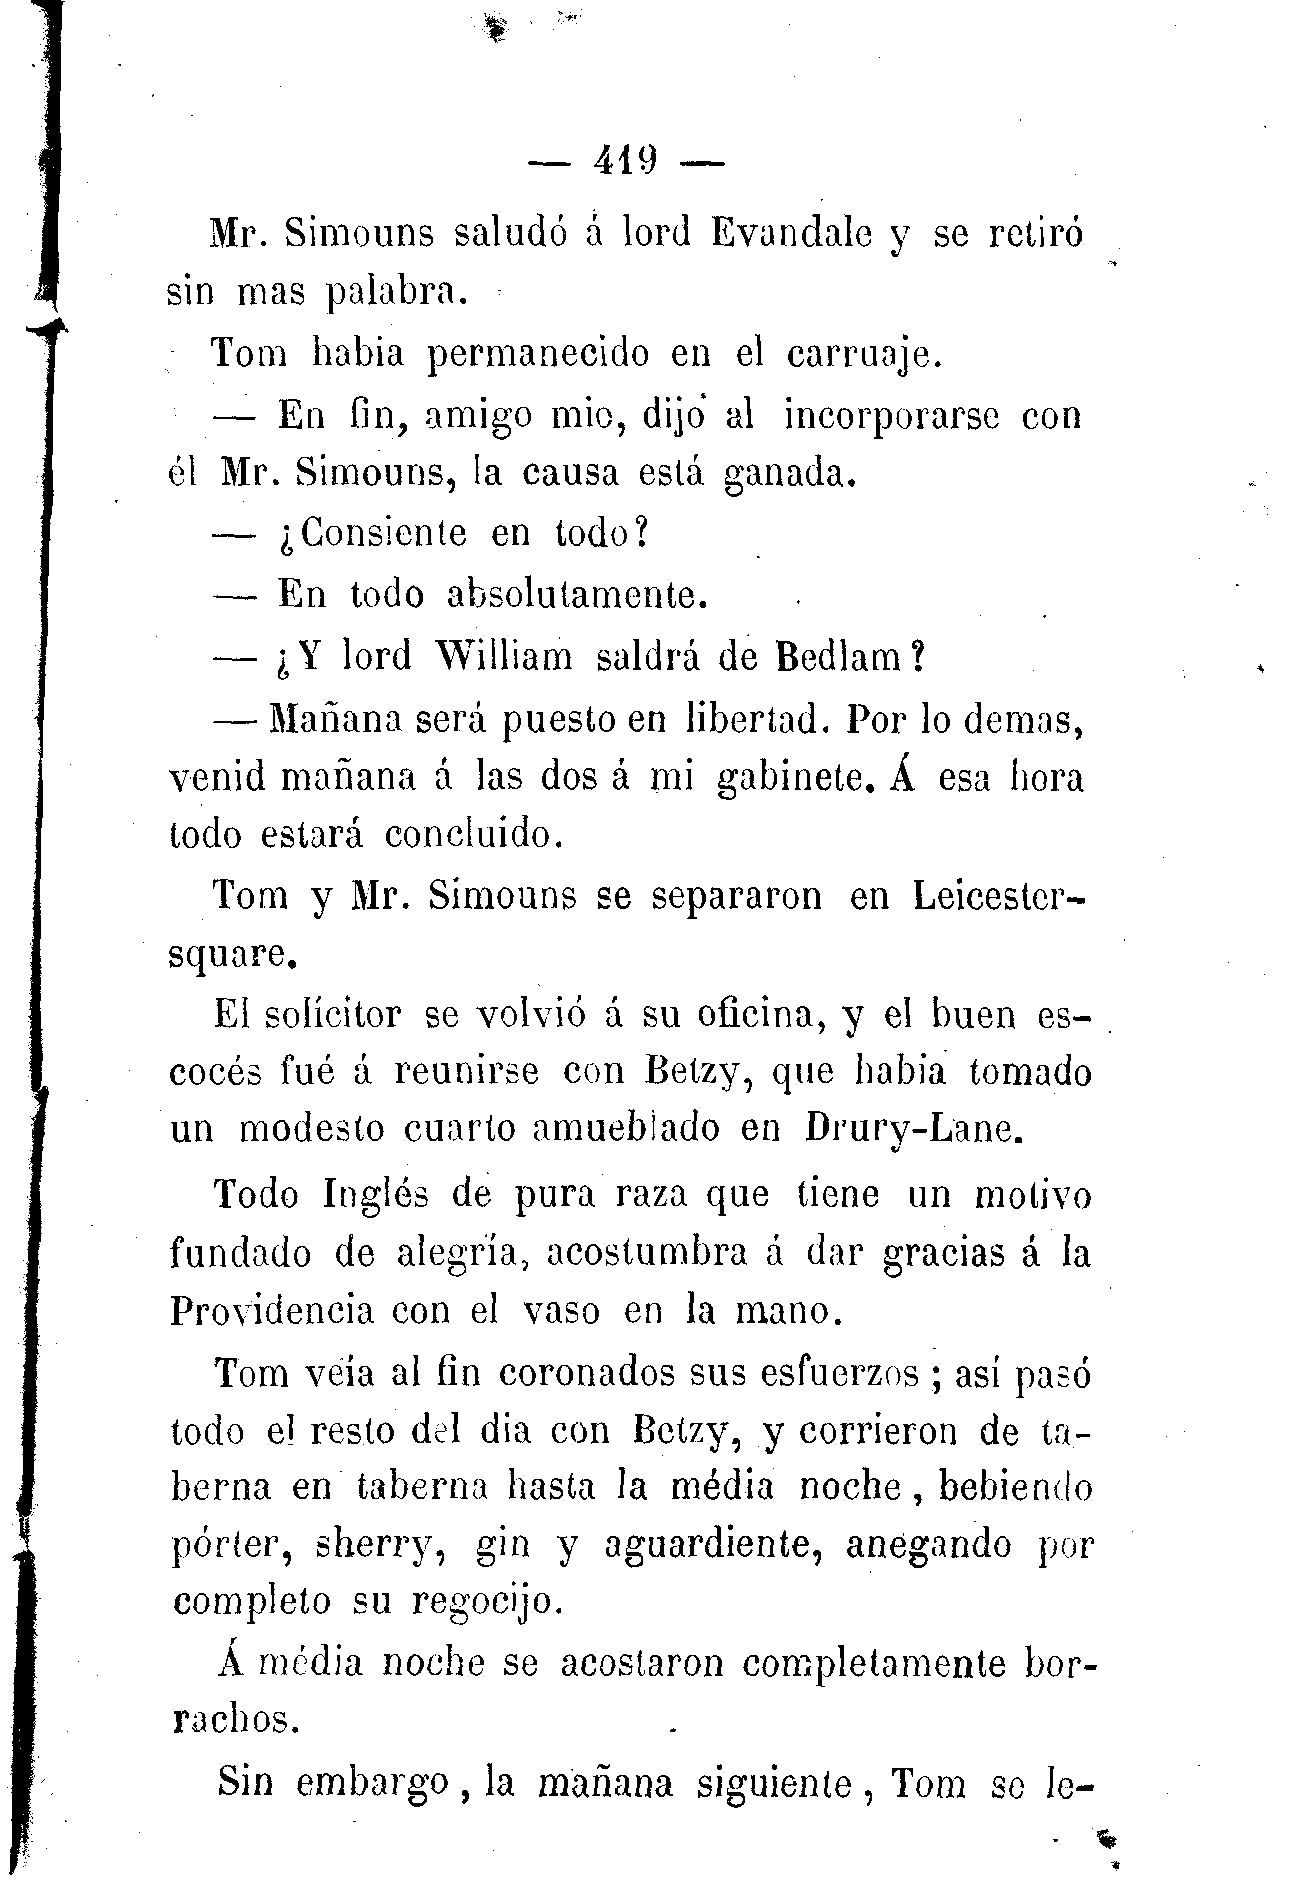 — 419 —
Mr. Simouns saludó á lord Evandale y se retiró
sin mas palabra.
Tom habia permanecido en el carruaje.
— En fin, amigo mio, dijo al incorporarse con
él Mr. Simouns, la causa está ganada.
— ¿Consiente en todo?
— En todo absolutamente.
— ¿Y lord William saldrá de Bedlam?
— Mañana será puesto en libertad. Por lo demas,
venid mañana á las dos á mi gabinete. Á esa hora
todo estará concluido.
Tom y Mr. Simouns se separaron en Leicester-
square.
El solícitor se volvió á su oficina, y el buen es-
cocés fué á reunirse con Betzy, que habia tomado
un modesto cuarto amueblado en Drury-Lane.
Todo Inglés de pura raza que tiene un motivo
fundado de alegría, acostumbra á dar gracias á la
Providencia con el vaso en la mano.
Tom veía al fin coronados sus esfuerzos ; así pasó
todo el resto del dia con Betzy, y corrieron de ta-
berna en taberna hasta la média noche , bebiendo
pórter, sherry, gin y aguardiente, anegando por
completo su regocijo.
Á média noche se acostaron completamente bor-
rachos.
Sin embargo , la mañana siguiente , Tom se le-